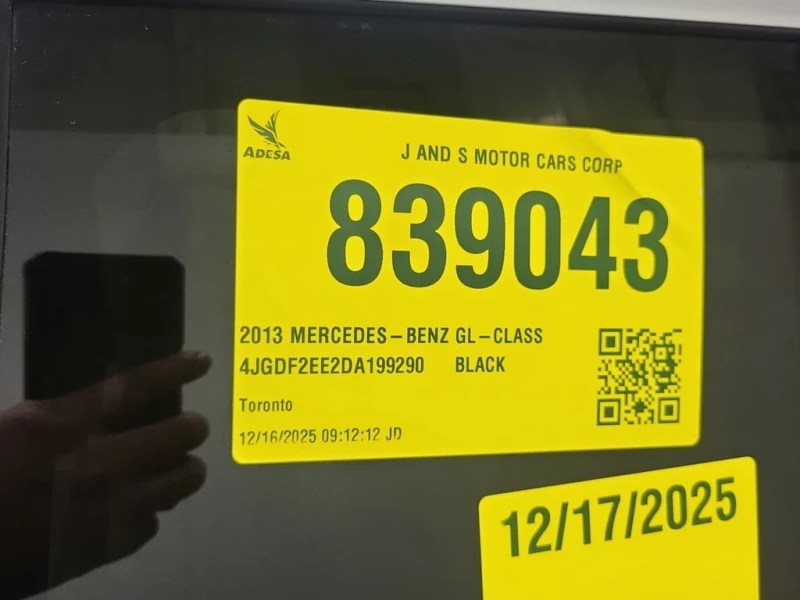 ADESA
J AND S MOTOR CARS CORP
839043
2013 MERCEDES-BENZ GL-CLASS
4JGDF2EE2DA199290 BLACK
Toronto
12/16/2025 09:12:12 JD
12/17/2025